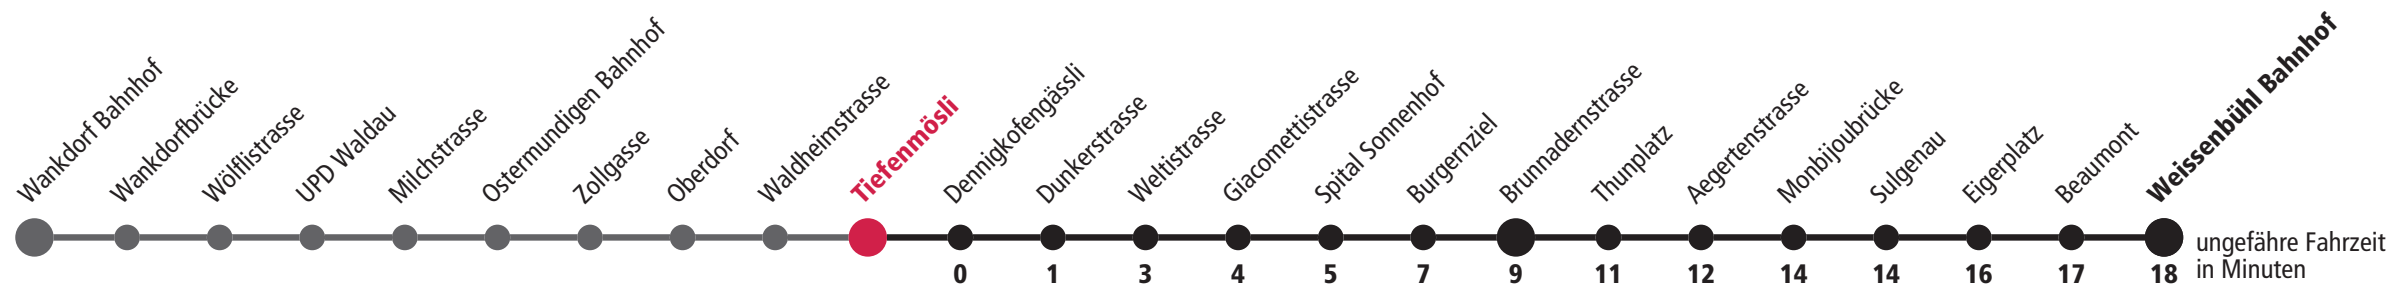 Wankdorf Bahnhof
Wankdorfbrücke
Wölflistrasse
UPD Waldau
Milchstrasse
Ostermundigen Bahnhof
Zollgasse
Oberdorf
Waldheimstrasse
Tiefenmösli
Dennigkofengässli
Dunkerstrasse
Weltistrasse
Giacomettistrasse
Spital Sonnenhof
Burgernziel
Brunnadernstrasse
Thunplatz
Aegertenstrasse
Monbijoubrücke
Sulgenau
Eigerplatz
Beaumont
Weissenbühl Bahnhof
0 1 3 4 5 7 9 11 12 14 14 16 17 18
ungefähre Fahrzeit
in Minuten